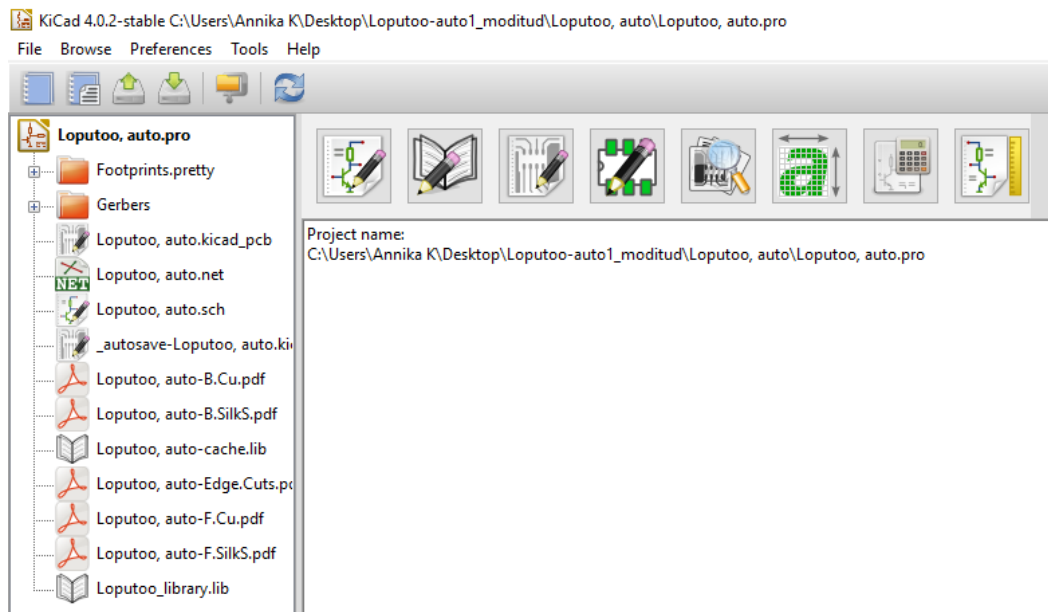 KiCad 4.0.2-stable C:\Users\Annika K\Desktop\Loputoo-auto1_moditud\Loputoo, auto\Loputoo, auto.pro
File Browse Preferences Tools Help
Loputoo, auto.pro
Footprints.pretty
Gerbers
Loputoo, auto.kicad_pcb
NET
Loputoo, auto.net
Loputoo, auto.sch
_autosave-Loputoo, auto.ki
Loputoo, auto-B.Cu.pdf
Loputoo, auto-B.SilkS.pdf
Loputoo, auto-cache.lib
Loputoo, auto-Edge.Cuts.p
Loputoo, auto-F.Cu.pdf
Loputoo, auto-F.SilkS.pdf
Loputoo_library.lib
a
Project name:
C:\Users\Annika K\Desktop\Loputoo-auto1_moditud\Loputoo, auto\Loputoo, auto.pro